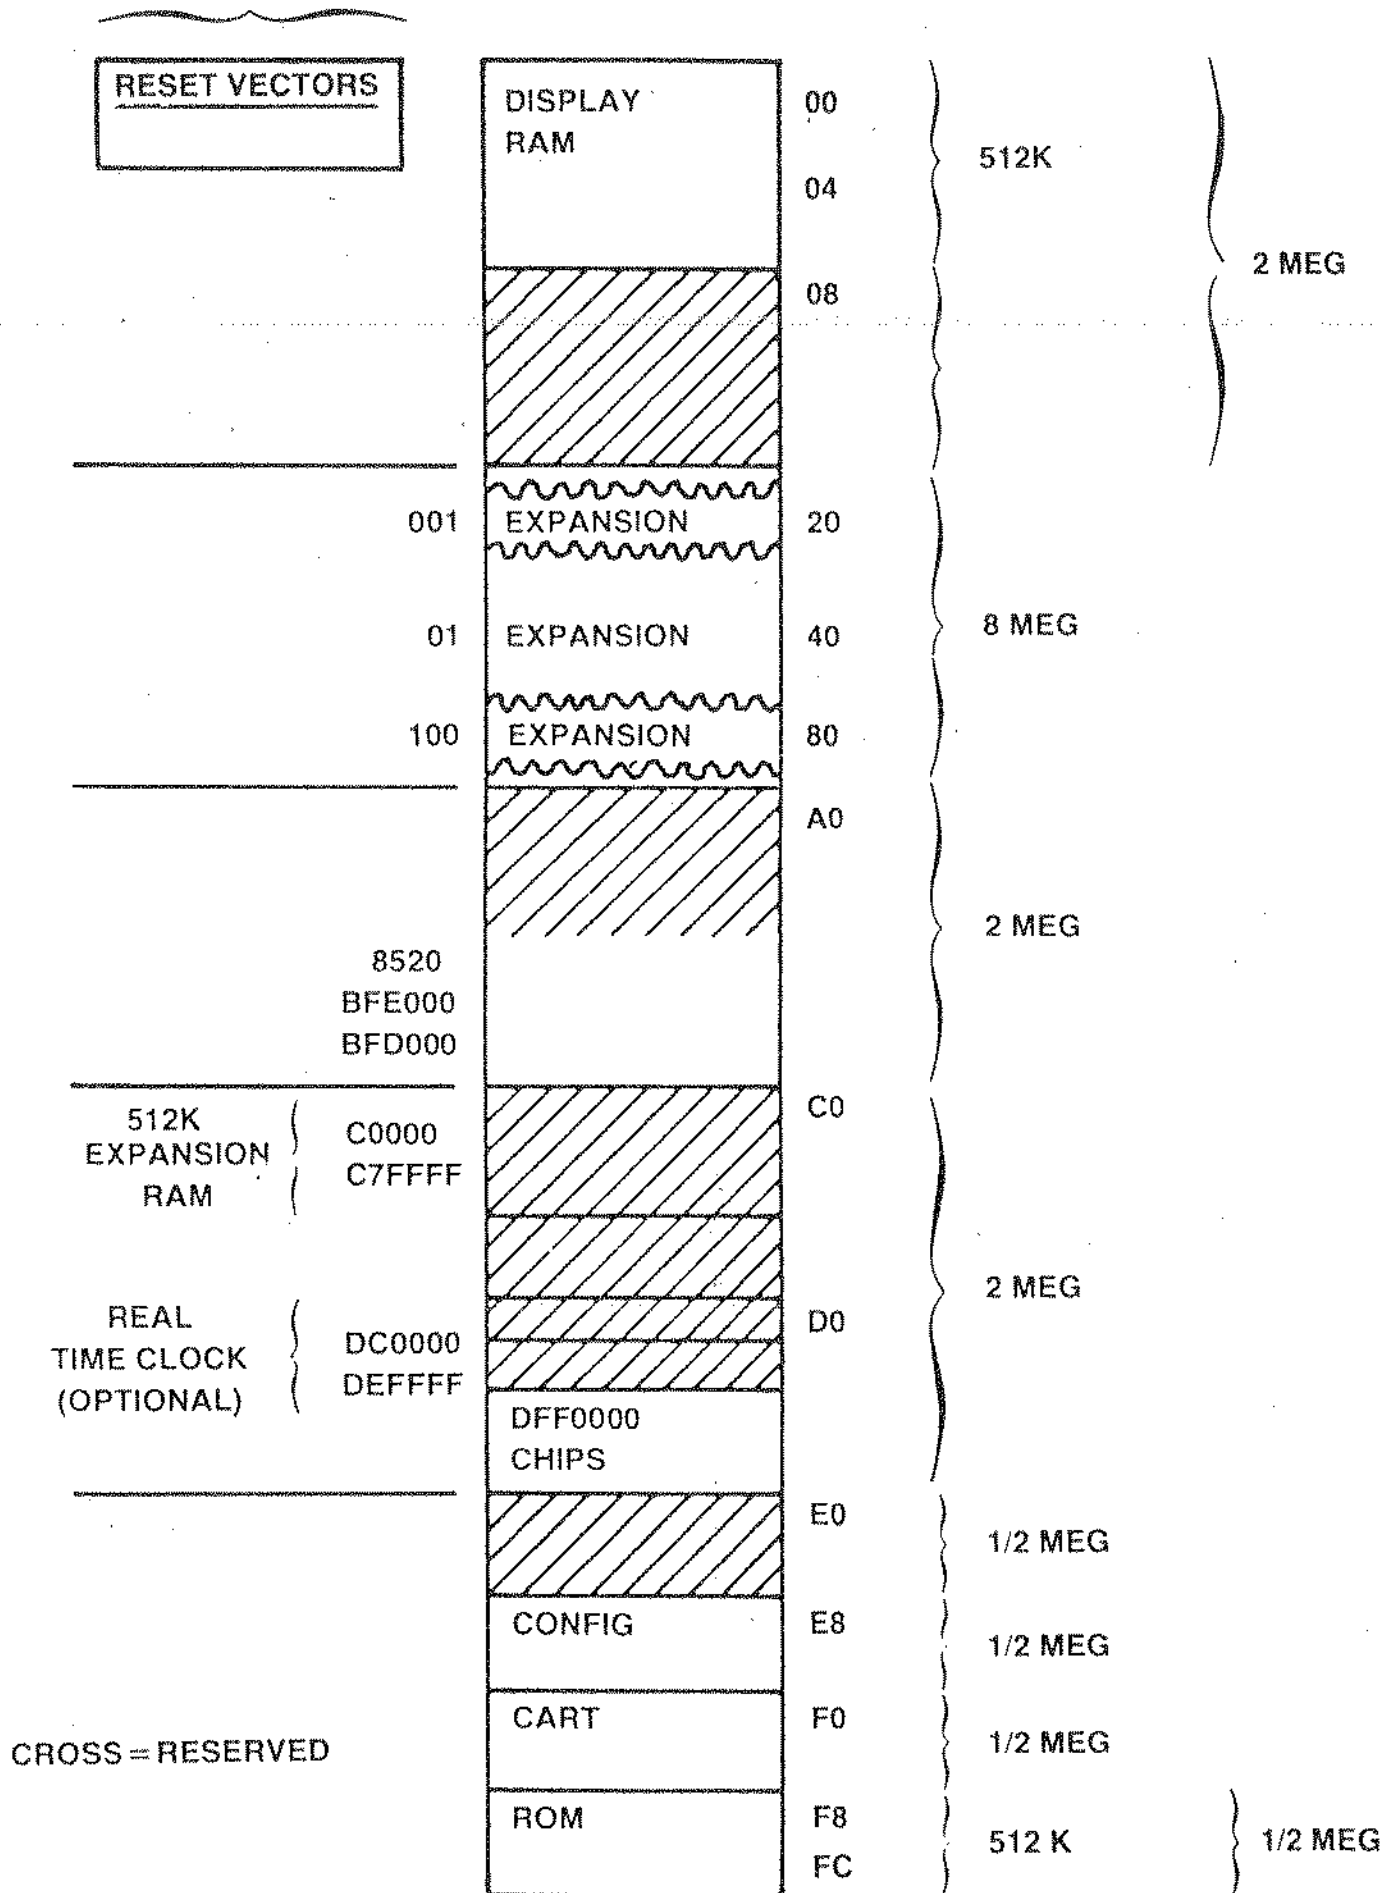 RESET VECTORS
DISPLAY
RAM
00
04
512K
2 MEG
08
001
EXPANSION
20
01
EXPANSION
40
8 MEG
100
EXPANSION
80
A0
2 MEG
8520
BFE000
BFD000
C0
512K
EXPANSION
RAM
C0000
C7FFFF
2 MEG
REAL
TIME CLOCK
(OPTIONAL)
DC0000
DEFFFF
D0
DFF0000
CHIPS
E0
1/2 MEG
CONFIG
E8
1/2 MEG
CART
F0
1/2 MEG
CROSS = RESERVED
ROM
F8
FC
512 K
1/2 MEG